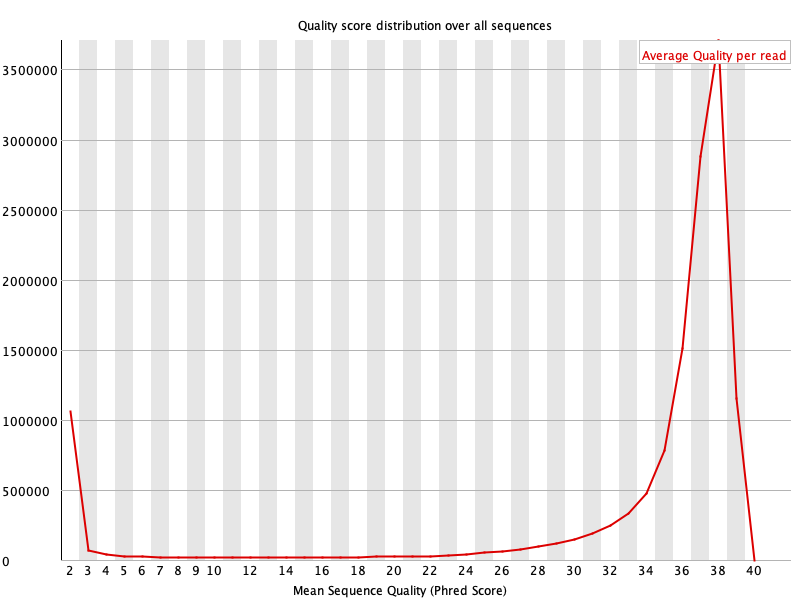 Quality score distribution over all sequences
Average Quality per read
3500000
3000000
2500000
2000000
1500000
1000000
500000
0
2 3 4 5 6 7 8 9 10 12 14 16 18 20 22 24 26 28 30 32 34 36 38 40
Mean Sequence Quality (Phred Score)